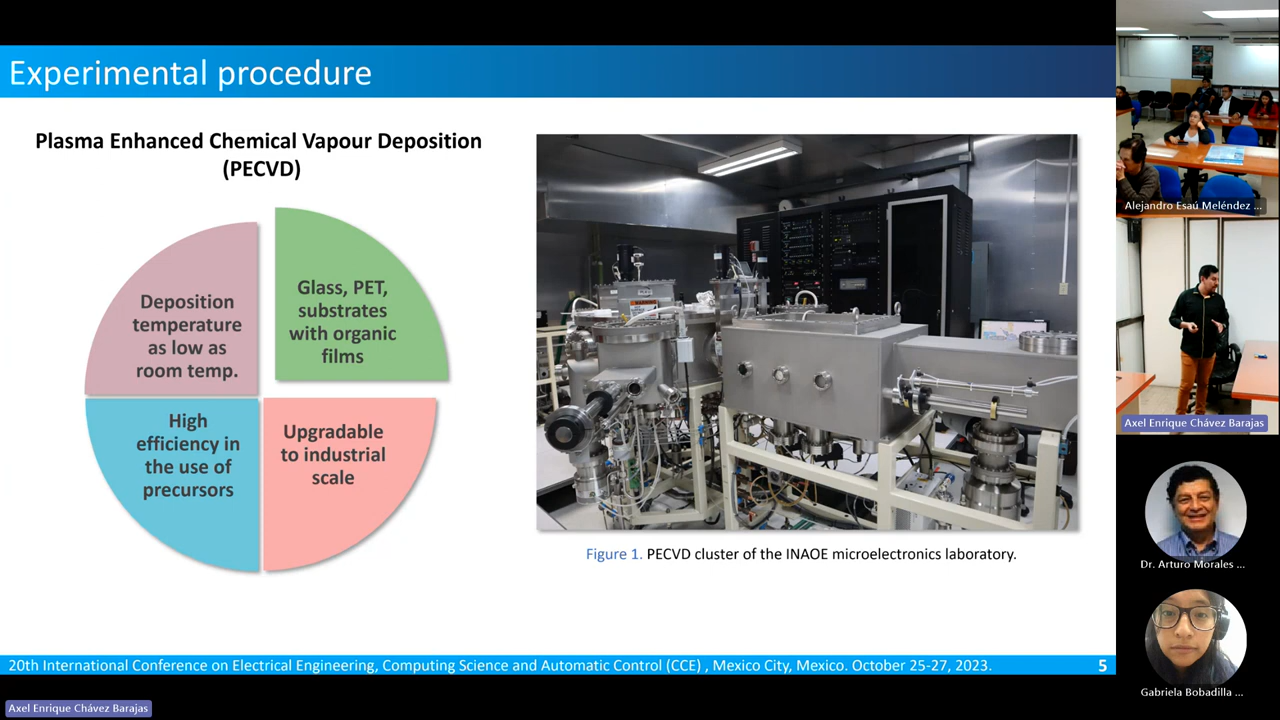 Experimental procedure
Plasma Enhanced Chemical Vapour Deposition
(PECVD)
Deposition
temperature
as low as
room temp.
Glass, PET,
substrates
with organic
films
High
efficiency in
the use of
precursors
Upgradable
to industrial
scale
WARNING
Figure 1. PECVD cluster of the INAOE microelectronics laboratory.
20th International Conference on Electrical Engineering, Computing Science and Automatic Control (CCE) , Mexico City, Mexico. October 25-27, 2023.
5
Axel Enrique Chávez Barajas
Alejandro Esaú Meléndez ...
Axel Enrique Chávez Barajas
Dr. Arturo Morales ...
Gabriela Bobadilla ...